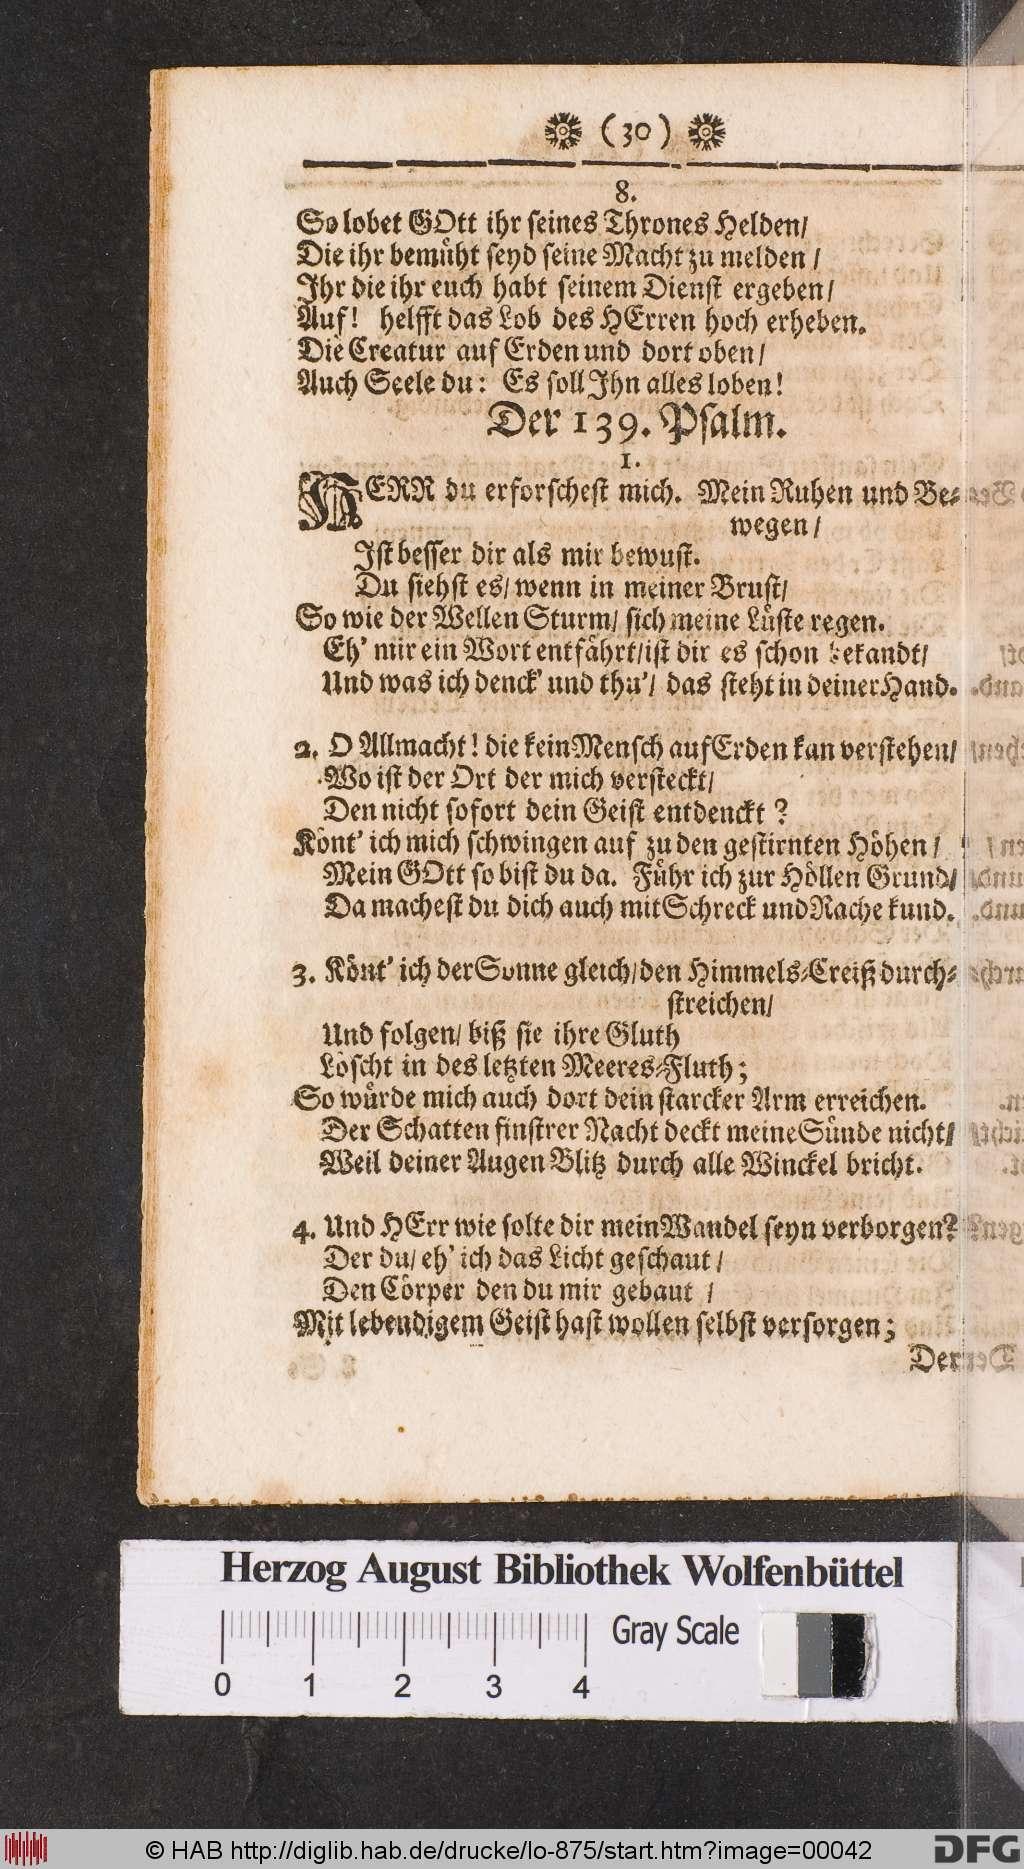 (30)
8.
So lobet GOtt ihr seines Thrones Helden/
Die ihr bemüht seyd seine Macht zu melden /
Ihr die ihr euch habt seinem Dienst ergeben/
Auf! helfft das Lob des HErren hoch erheben.
Die Creatur auf Erden und dort oben/
Auch Seele du: Es soll Ihn alles loben!
Der 139. Psalm.
1.
HERR du erforschest mich. Mein Ruhen und Be-
wegen/
Ist besser dir als mir bewust.
Du siehst es/ wenn in meiner Brust/
So wie der Wellen Sturm/ sich meine Lüste regen.
Eh' mir ein Wort entfährt/ ist dir es schon bekandt/
Und was ich denck' und thu'/ das steht in deiner Hand.
2. O Allmacht! die kein Mensch auf Erden kan verstehen/
Wo ist der Ort der mich versteckt/
Den nicht sofort dein Geist entdenckt?
Könt' ich mich schwingen auf zu den gestirnten Höhen/
Mein GOtt so bist du da. Führ ich zur Höllen Grund/
Da machest du dich auch mit Schreck und Rache kund.
3. Könt' ich der Sonne gleich/ den Himmels-Creiß durch-
streichen/
Und folgen/ biß sie ihre Gluth
Löscht in des letzten Meeres-Fluth;
So würde mich auch dort dein starcker Arm erreichen.
Der Schatten finstrer Nacht deckt meine Sünde nicht/
Weil deiner Augen Blitz durch alle Winckel bricht.
4. Und HErr wie solte dir mein Wandel seyn verborgen?
Der du/ eh' ich das Licht geschaut/
Den Cörper den du mir gebaut /
Mit lebendigem Geist hast wollen selbst versorgen;
Der
Herzog August Bibliothek Wolfenbüttel
Gray Scale
0 1 2 3 4
© HAB http://diglib.hab.de/drucke/lo-875/start.htm?image=00042
DFG